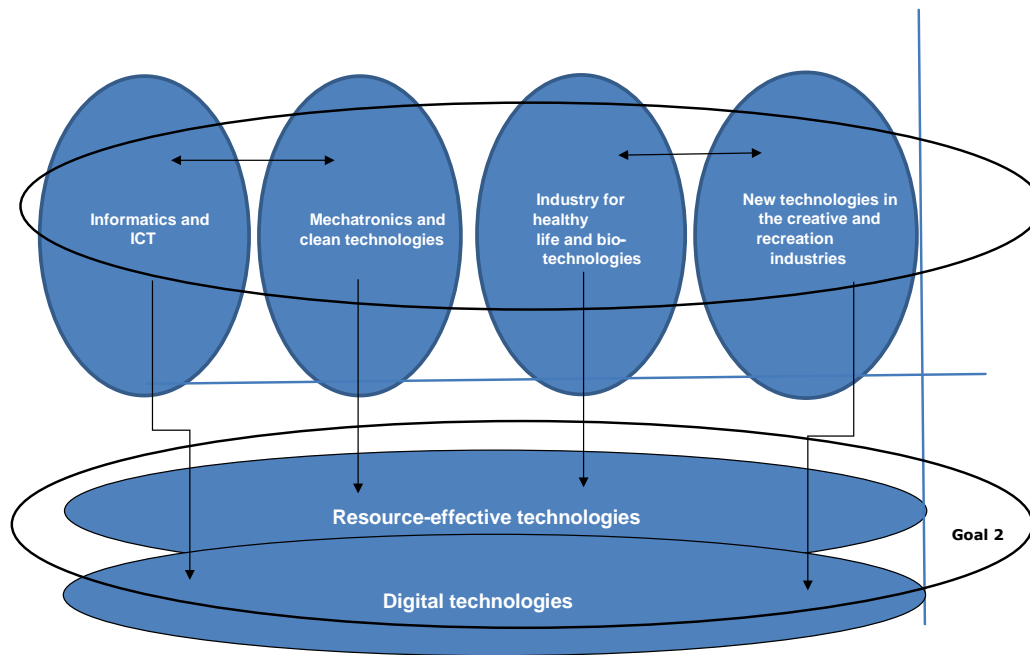 Informatics and
ICT
Mechatronics and
clean technologies
Industry for
healthy
life and bio-
technologies
New technologies in
the creative and
recreation
industries
Resource-effective technologies
Goal 2
Digital technologies